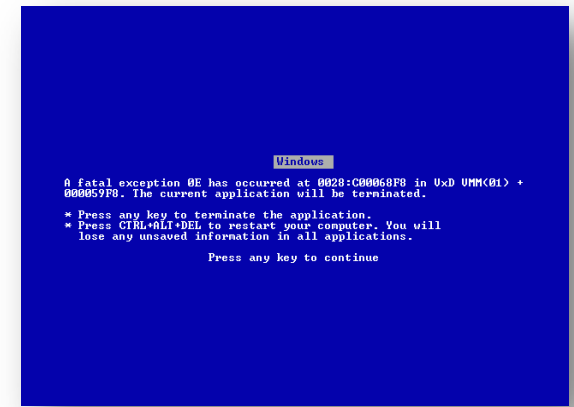 Windows
A fatal exception 0E has occurred at 0028:C00068F8 in VxD VMM(01) +
000059F8. The current application will be terminated.
* Press any key to terminate the application.
* Press CTRL+ALT+DEL to restart your computer. You will
lose any unsaved information in all applications.
Press any key to continue